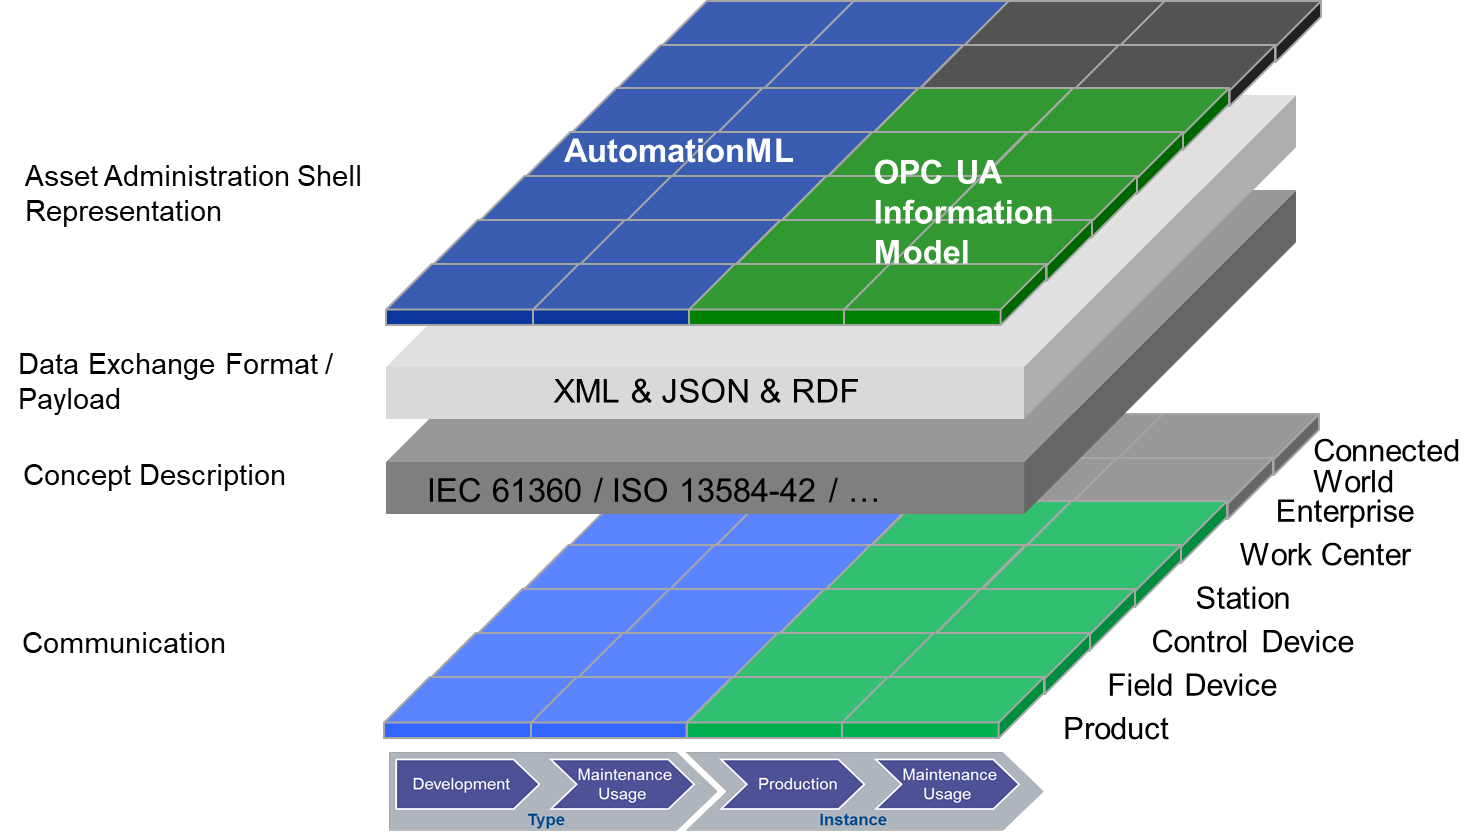 Asset Administration Shell
Representation
AutomationML
OPC UA
Information
Model
Data Exchange Format /
Payload
XML & JSON & RDF
Concept Description
IEC 61360 / ISO 13584-42 / …
Communication
Connected
World
Enterprise
Work Center
Station
Control Device
Field Device
Product
Development
Maintenance
Usage
Production
Maintenance
Usage
Type
Instance